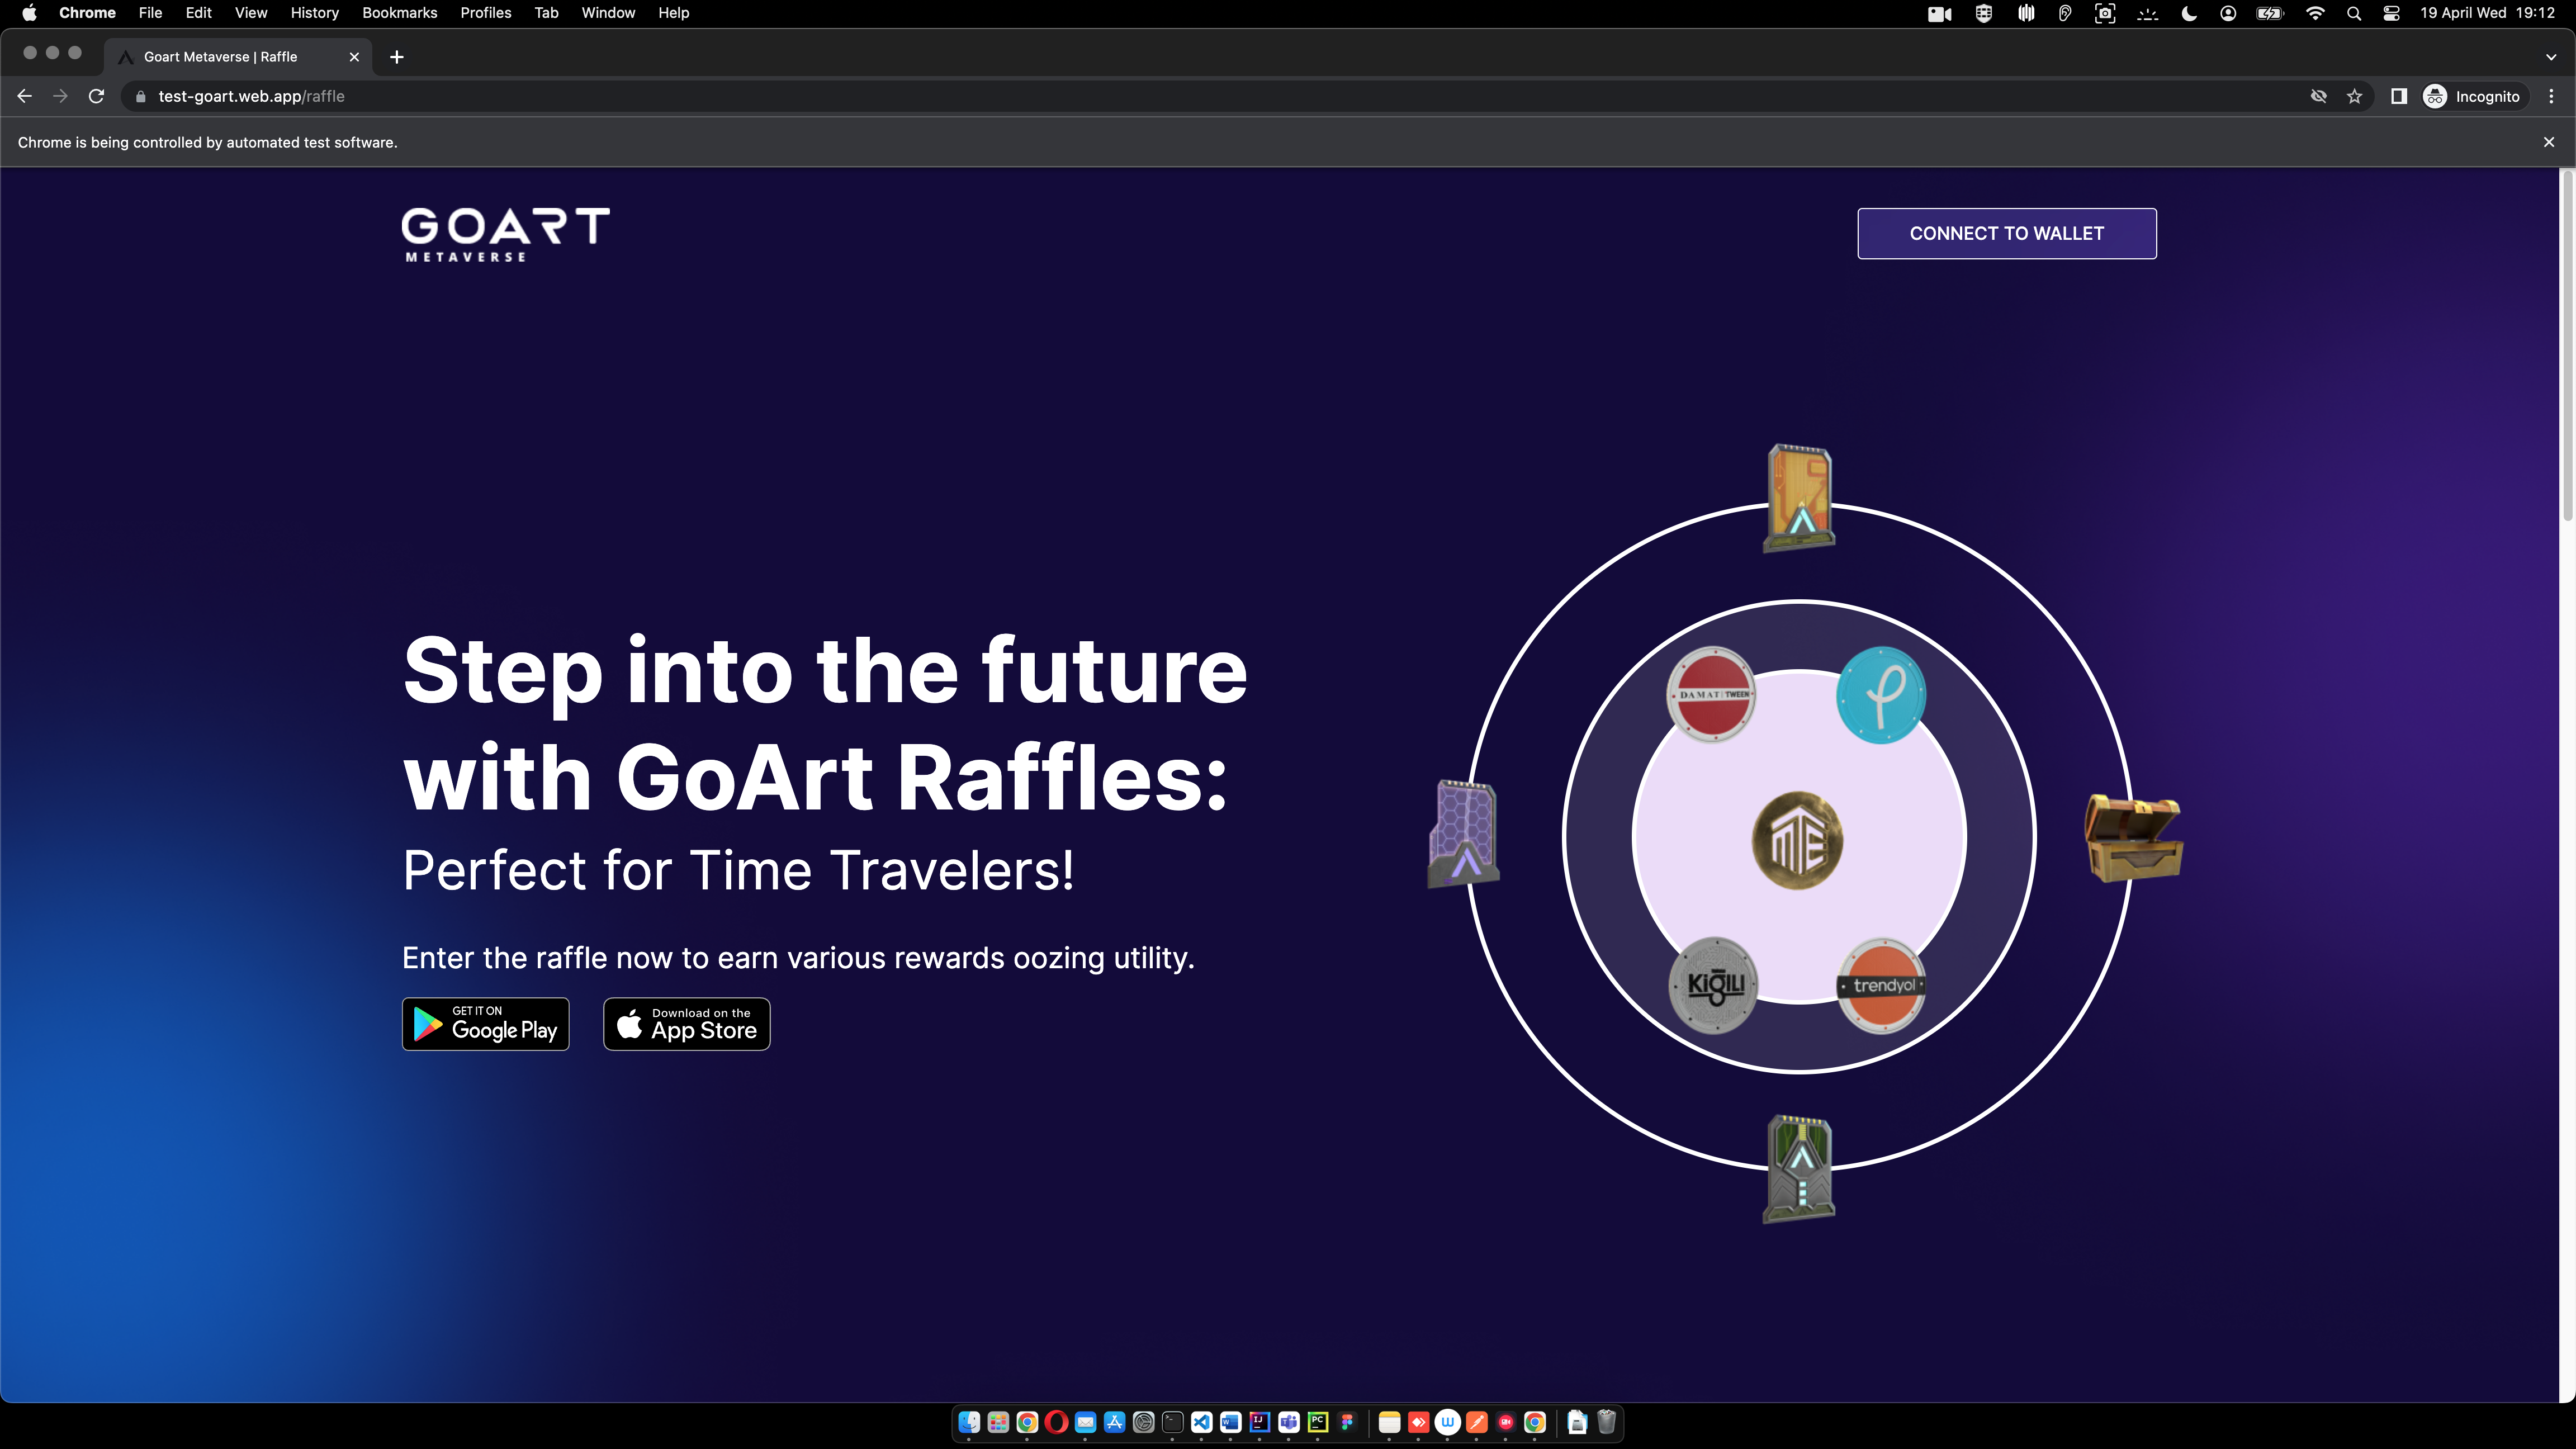 Chrome File Edit View History Bookmarks Profiles Tab Window Help 19 April Wed 19:12
Goart Metaverse | Raffle
test-goart.web.app/raffle Incognito
Chrome is being controlled by automated test software.
GOART
METAVERSE
CONNECT TO WALLET
Step into the future
with GoArt Raffles:
Perfect for Time Travelers!
Enter the raffle now to earn various rewards oozing utility.
GET IT ON
Google Play
Download on the
App Store
DAMAT TWEEN
MTE
KİĞILI
trendyol